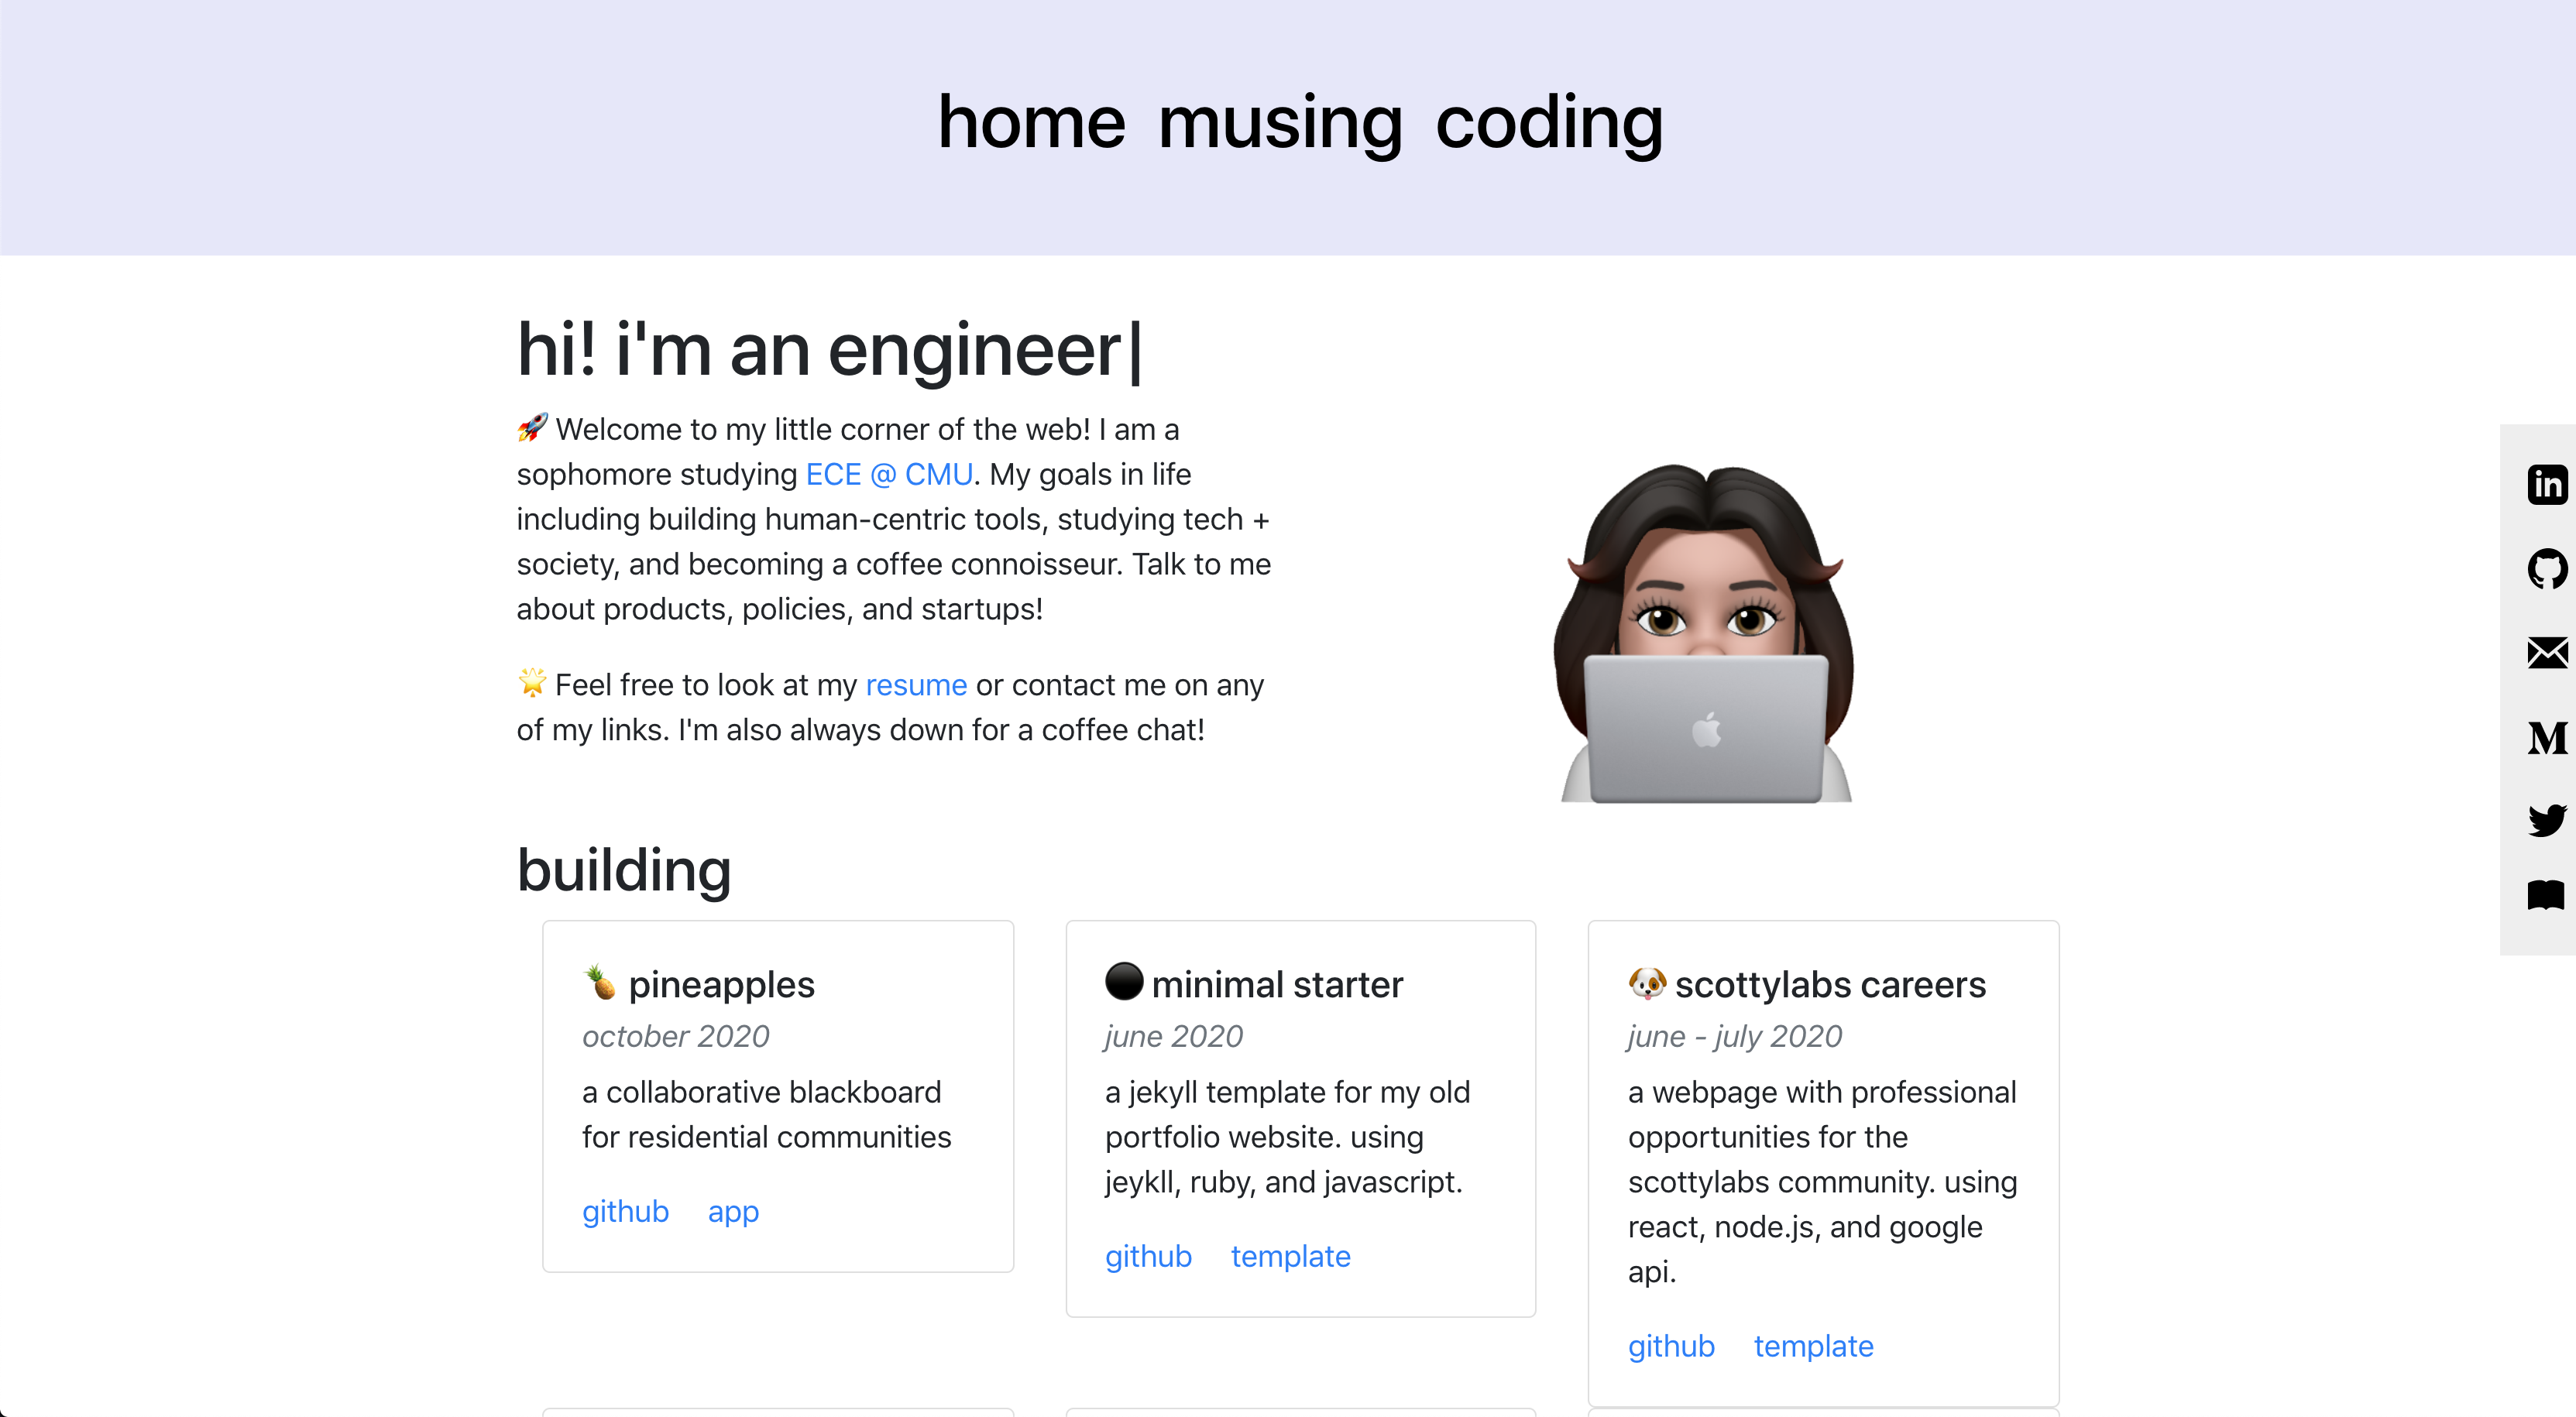 home musing coding
hi! i'm an engineer|
🚀 Welcome to my little corner of the web! I am a
sophomore studying ECE @ CMU. My goals in life
including building human-centric tools, studying tech +
society, and becoming a coffee connoisseur. Talk to me
about products, policies, and startups!
🌟 Feel free to look at my resume or contact me on any
of my links. I'm also always down for a coffee chat!
in
M
building
🍍 pineapples
october 2020
a collaborative blackboard
for residential communities
github app
⚫ minimal starter
june 2020
a jekyll template for my old
portfolio website. using
jeykll, ruby, and javascript.
github template
🐶 scottylabs careers
june - july 2020
a webpage with professional
opportunities for the
scottylabs community. using
react, node.js, and google
api.
github template